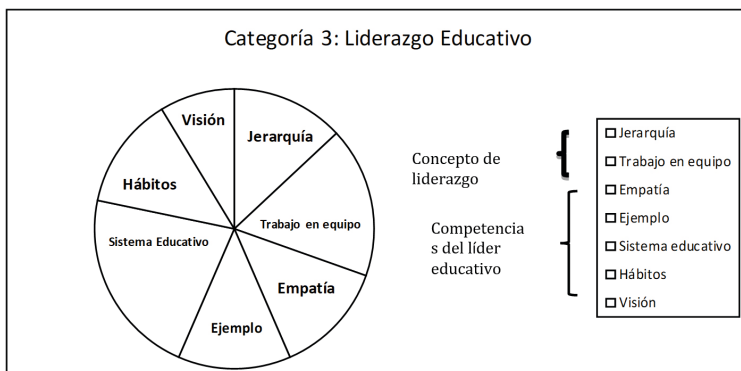 Categoría 3: Liderazgo Educativo
Visión
Jerarquía
Hábitos
Trabajo en equipo
Sistema Educativo
Empatía
Ejemplo
Concepto de
liderazgo
Competencia
s del líder
educativo
Jerarquía
Trabajo en equipo
Empatía
Ejemplo
Sistema educativo
Hábitos
Visión